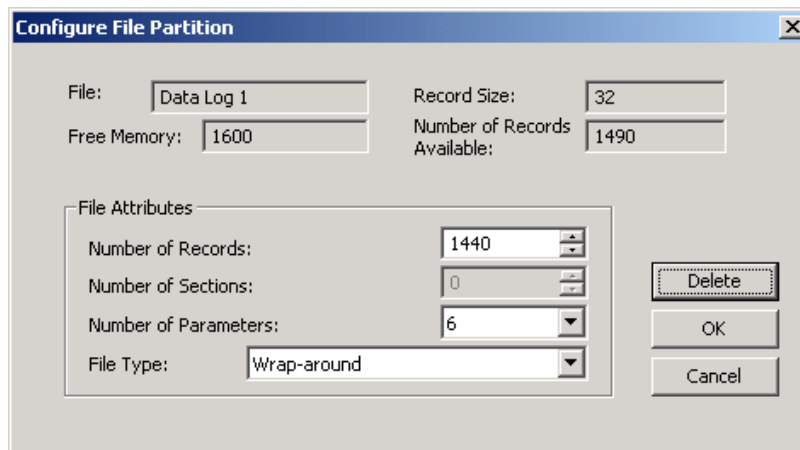 Configure File Partition
File: Data Log 1
Record Size: 32
Free Memory: 1600
Number of Records
Available: 1490
File Attributes
Number of Records: 1440
Number of Sections: 0
Number of Parameters: 6
File Type: Wrap-around
Delete
OK
Cancel